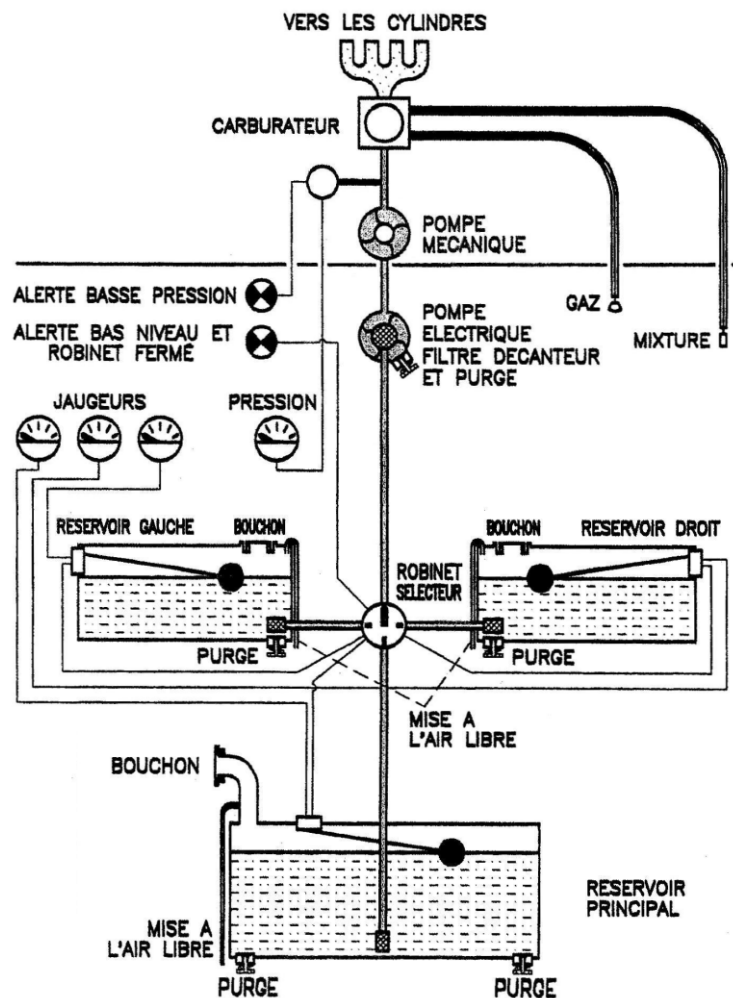 VERS LES CYLINDRES
CARBURATEUR
POMPE
MECANIQUE
ALERTE BASSE PRESSION
GAZ
ALERTE BAS NIVEAU ET
ROBINET FERMÉ
POMPE
ELECTRIQUE
FILTRE DECANTEUR
ET PURGE
MIXTURE
JAUGEURS
PRESSION
RESERVOIR GAUCHE
BOUCHON
BOUCHON
RESERVOIR DROIT
ROBINET
SELECTEUR
PURGE
PURGE
MISE A
L'AIR LIBRE
BOUCHON
RESERVOIR
PRINCIPAL
MISE A
L'AIR LIBRE
PURGE
PURGE